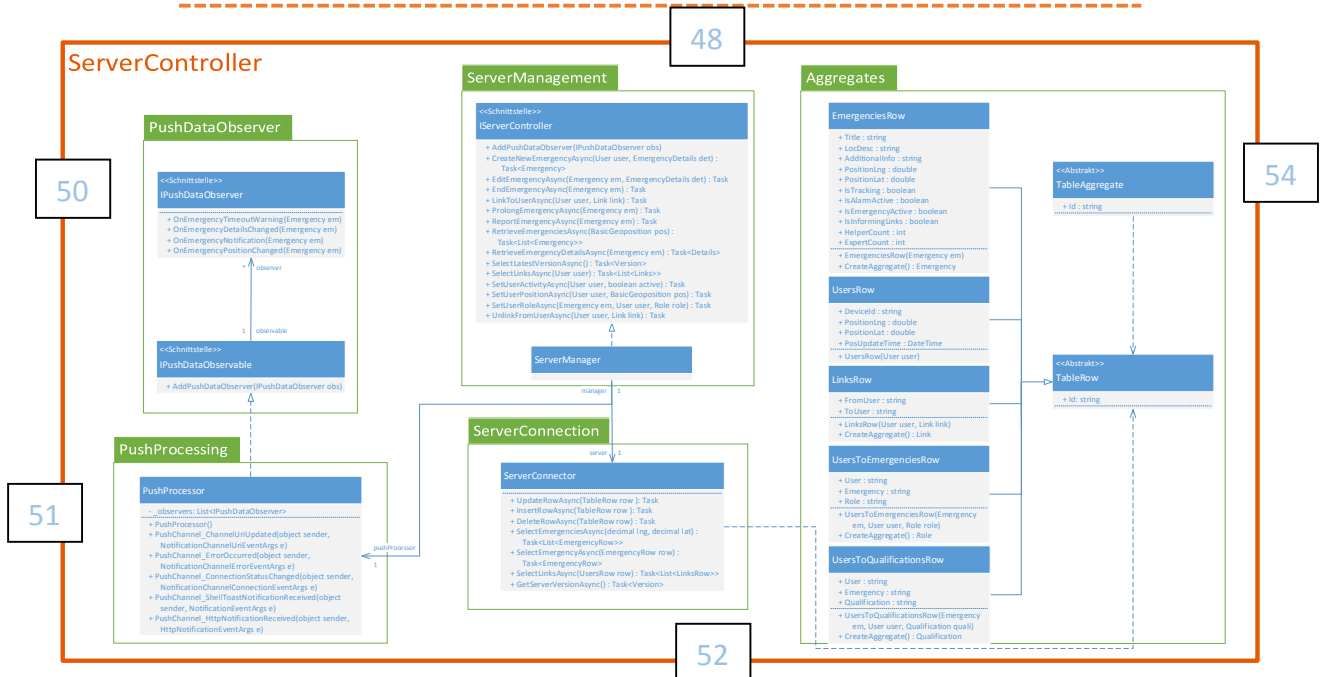 48
ServerController
50
51
52
54
PushDataObserver
<<Schnittstelle>>
IPushDataObserver
+ OnEmergencyTimeoutWarning(Emergency em)
+ OnEmergencyDetailsChanged(Emergency em)
+ OnEmergencyNotification(Emergency em)
+ OnEmergencyPositionChanged(Emergency em)
* observer
1 observable
<<Schnittstelle>>
IPushDataObservable
+ AddPushDataObserver(IPushDataObserver obs)
PushProcessing
PushProcessor
- _observers: List<IPushDataObserver>
+ PushProcessor()
+ PushChannel_ChannelUriUpdated(object sender,
NotificationChannelUriEventArgs e)
+ PushChannel_ErrorOccurred(object sender,
NotificationChannelErrorEventArgs e)
+ PushChannel_ConnectionStatusChanged(object sender,
NotificationChannelConnectionEventArgs e)
+ PushChannel_ShellToastNotificationReceived(object
sender, NotificationEventArgs e)
+ PushChannel_HttpNotificationReceived(object sender,
HttpNotificationEventArgs e)
pushProcessor
1
ServerManagement
<<Schnittstelle>>
IServerController
+ AddPushDataObserver(IPushDataObserver obs)
+ CreateNewEmergencyAsync(User user, EmergencyDetails det) :
Task<Emergency>
+ EditEmergencyAsync(Emergency em, EmergencyDetails det) : Task
+ EndEmergencyAsync(Emergency em) : Task
+ LinkToUserAsync(User user, Link link) : Task
+ ProlongEmergencyAsync(Emergency em) : Task
+ ReportEmergencyAsync(Emergency em) : Task
+ RetrieveEmergenciesAsync(BasicGeoposition pos) :
Task<List<Emergency>>
+ RetrieveEmergencyDetailsAsync(Emergency em) : Task<Details>
+ SelectLatestVersionAsync() : Task<Version>
+ SelectLinksAsync(User user) : Task<List<Links>>
+ SetUserActivityAsync(User user, boolean active) : Task
+ SetUserPositionAsync(User user, BasicGeoposition pos) : Task
+ SetUserRoleAsync(Emergency em, User user, Role role) : Task
+ UnlinkFromUserAsync(User user, Link link) : Task
ServerManager
manager 1
ServerConnection
server 1
ServerConnector
+ UpdateRowAsync(TableRow row ): Task
+ InsertRowAsync(TableRow row ): Task
+ DeleteRowAsync(TableRow row ): Task
+ SelectEmergenciesAsync(decimal lng, decimal lat) :
Task<List<EmergencyRow>>
+ SelectEmergencyAsync(EmergencyRow row) :
Task<EmergencyRow>
+ SelectLinksAsync(UsersRow row) : Task<List<LinksRow>>
+ GetServerVersionAsync() : Task<Version>
Aggregates
EmergenciesRow
+ Title : string
+ LocDesc : string
+ AdditionalInfo : string
+ PositionLng : double
+ PositionLat : double
+ IsTracking : boolean
+ IsAlarmActive : boolean
+ IsEmergencyActive : boolean
+ IsInformingLinks : boolean
+ HelperCount : int
+ ExpertCount : int
+ EmergenciesRow(Emergency em)
+ CreateAggregate() : Emergency
UsersRow
+ DeviceId : string
+ PositionLng : double
+ PositionLat : double
+ PosUpdateTime : DateTime
+ UsersRow(User user)
LinksRow
+ FromUser : string
+ ToUser : string
+ LinksRow(User user, Link link)
+ CreateAggregate() : Link
UsersToEmergenciesRow
+ User : string
+ Emergency : string
+ Role : string
+ UsersToEmergenciesRow(Emergency
em, User user, Role role)
+ CreateAggregate() : Role
UsersToQualificationsRow
+ User : string
+ Emergency : string
+ Qualification : string
+ UsersToQualificationsRow(Emergency
em, User user, Qualification quali)
+ CreateAggregate() : Qualification
<<Abstrakt>>
TableAggregate
+ Id : string
<<Abstrakt>>
TableRow
+ Id: string